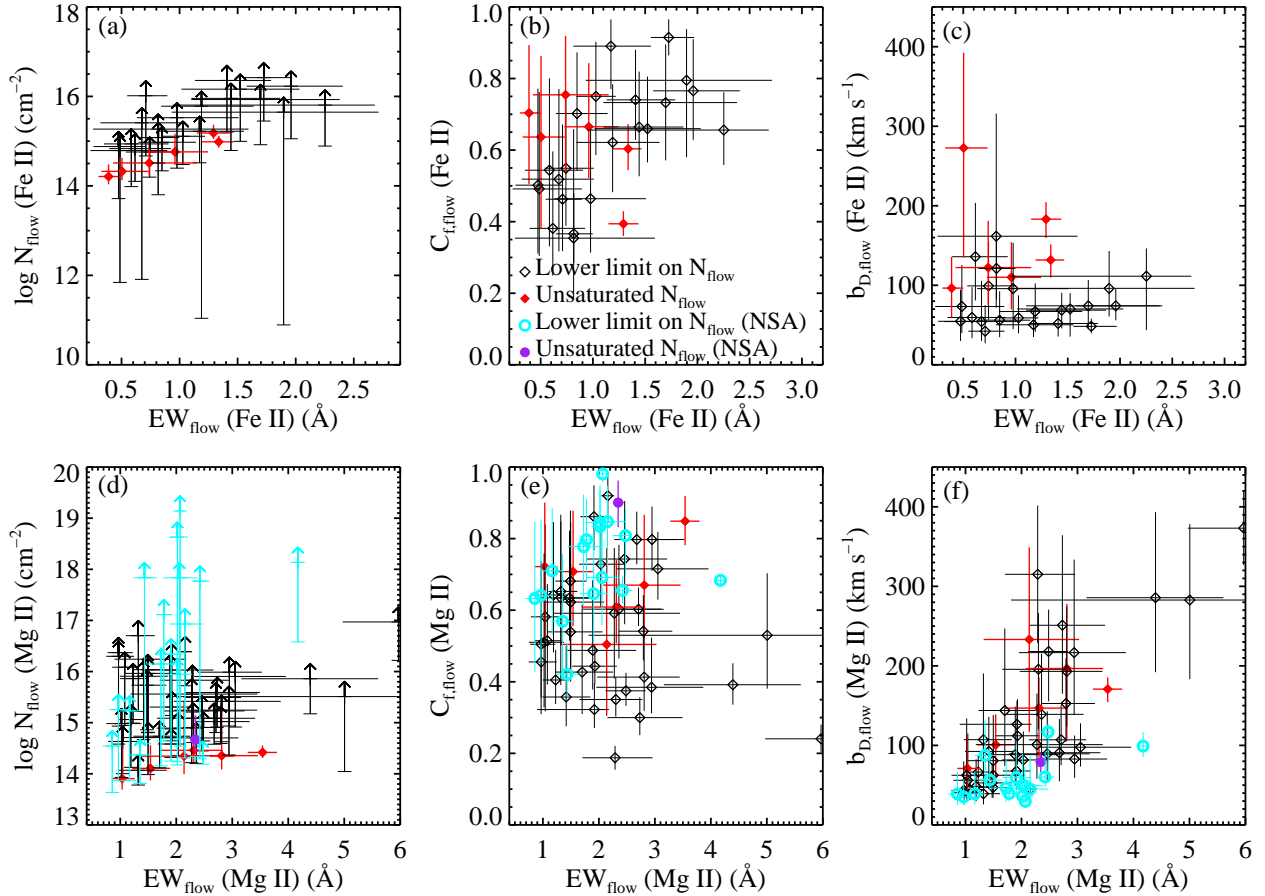 (a)
18
16
14
12
10
log N_flow (Fe II) (cm⁻²)
0.5 1.0 1.5 2.0 2.5
EW_flow (Fe II) (Å)
(b)
1.0
0.8
0.6
0.4
0.2
0.0
C_f,flow (Fe II)
Lower limit on N_flow
Unsaturated N_flow
Lower limit on N_flow (NSA)
Unsaturated N_flow (NSA)
0.5 1.0 1.5 2.0 2.5 3.0
EW_flow (Fe II) (Å)
(c)
400
300
200
100
0
b_D,flow (Fe II) (km s⁻¹)
0.5 1.0 1.5 2.0 2.5 3.0
EW_flow (Fe II) (Å)
(d)
20
19
18
17
16
15
14
13
log N_flow (Mg II) (cm⁻²)
1 2 3 4 5 6
EW_flow (Mg II) (Å)
(e)
1.0
0.8
0.6
0.4
0.2
0.0
C_f,flow (Mg II)
1 2 3 4 5 6
EW_flow (Mg II) (Å)
(f)
400
300
200
100
0
b_D,flow (Mg II) (km s⁻¹)
1 2 3 4 5 6
EW_flow (Mg II) (Å)